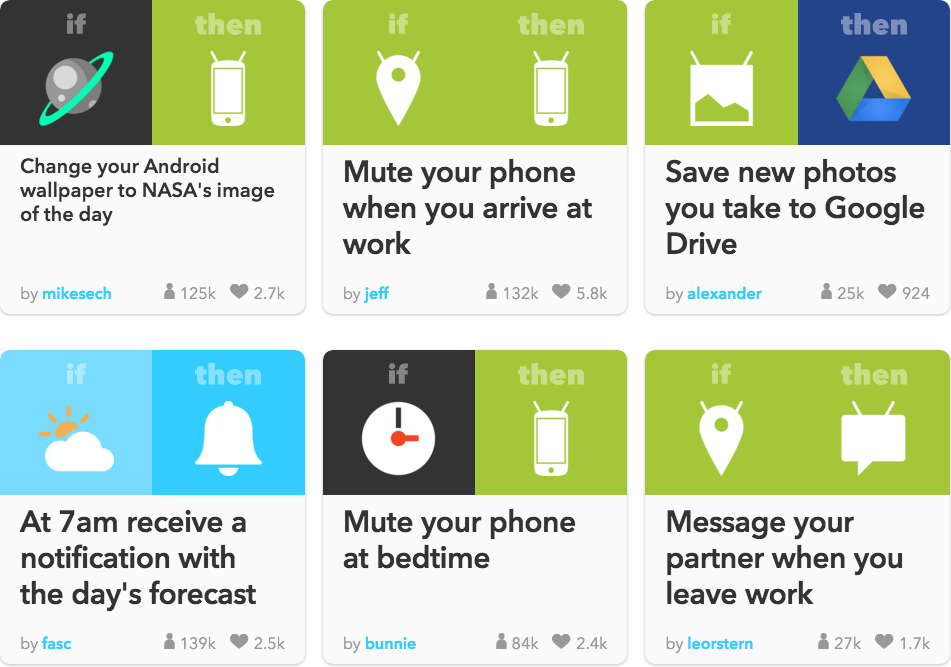 if then
Change your Android
wallpaper to NASA's image
of the day
by mikesech 125k 2.7k
if then
Mute your phone
when you arrive at
work
by jeff 132k 5.8k
if then
Save new photos
you take to Google
Drive
by alexander 25k 924
if then
At 7am receive a
notification with
the day's forecast
by fasc 139k 2.5k
if then
Mute your phone
at bedtime
by bunnie 84k 2.4k
if then
Message your
partner when you
leave work
by leorstern 27k 1.7k